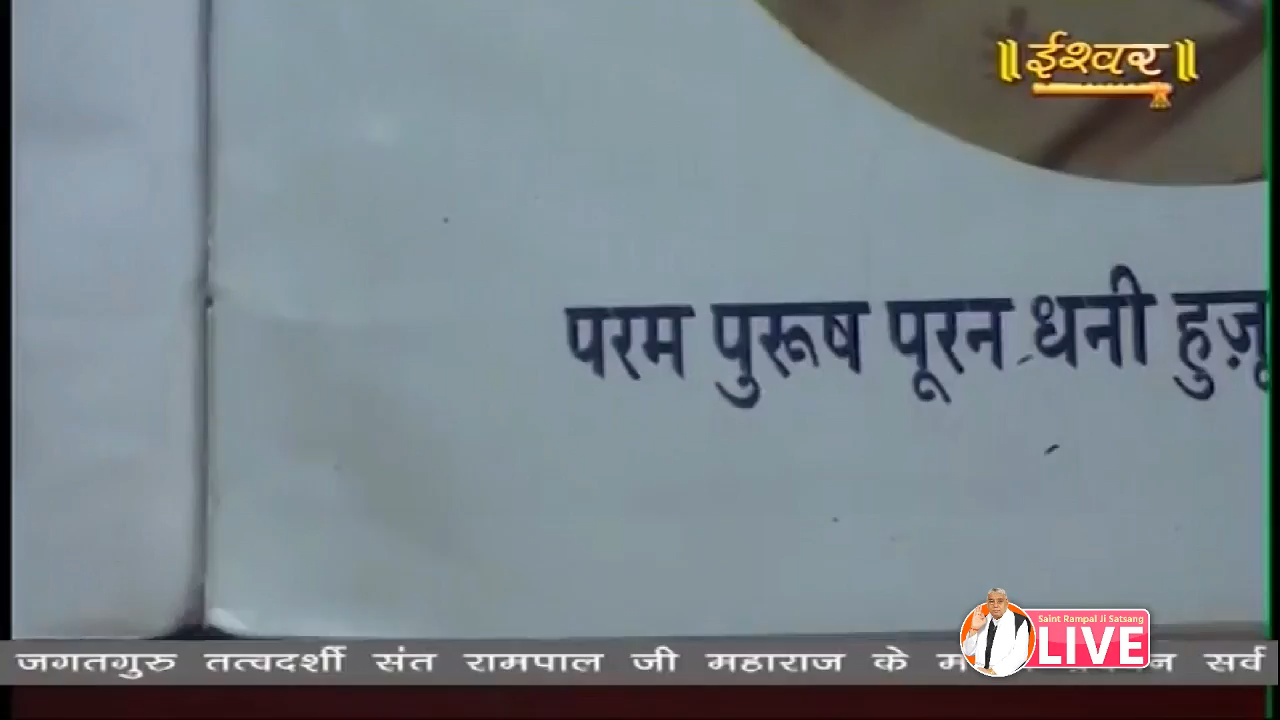 ॥ ईश्वर ॥
परम पुरूष पूरन धनी
Saint Rampal Ji Satsang
LIVE
जगतगुरु तत्वदर्शी संत रामपाल जी महाराज के सर्व